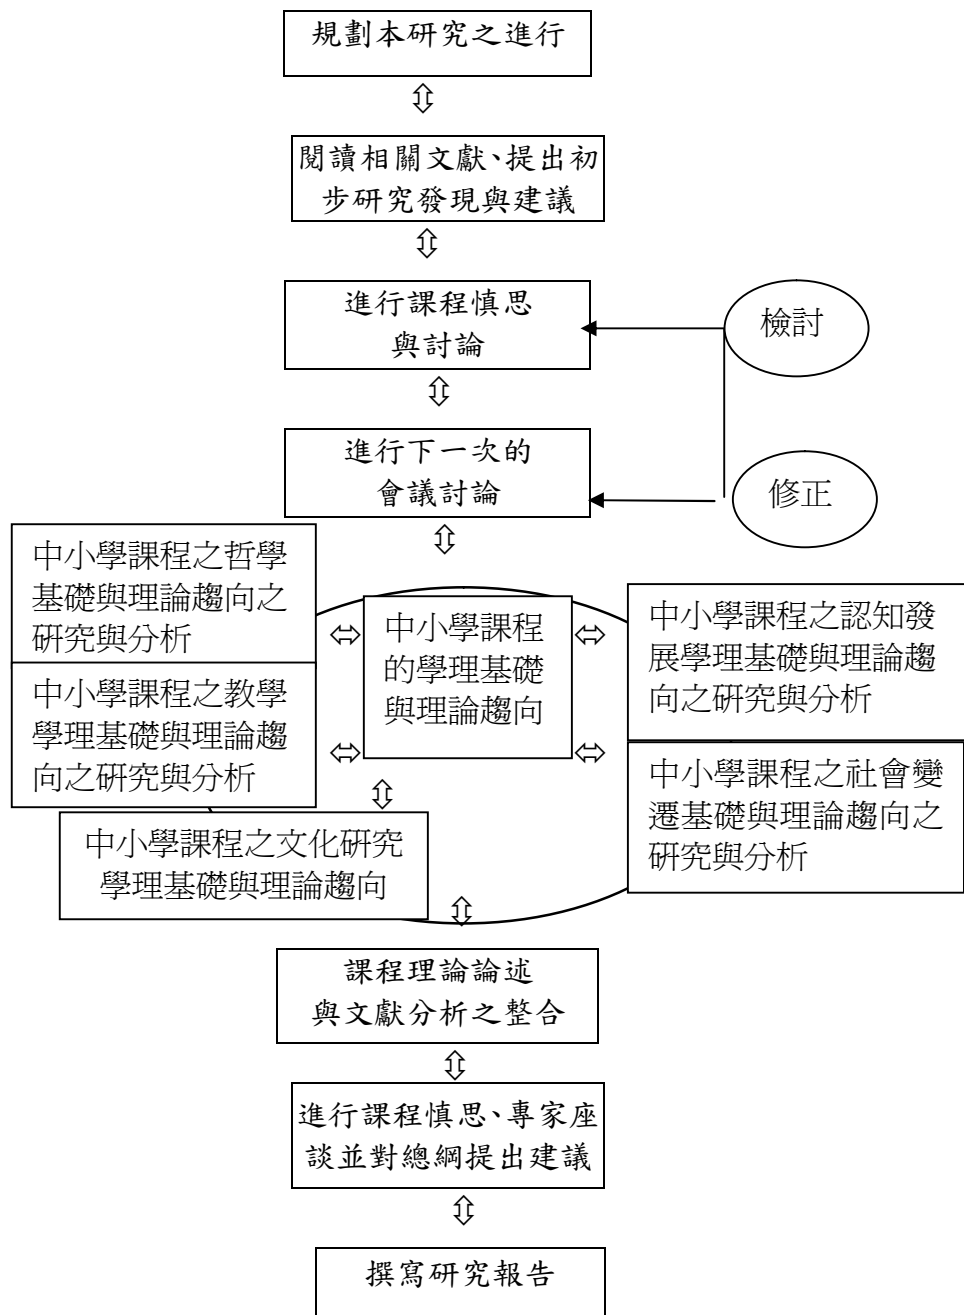 規劃本研究之進行
閱讀相關文獻、提出初
步研究發現與建議
進行課程慎思
與討論
檢討
進行下一次的
會議討論
修正
中小學課程之哲學
基礎與理論趨向之
研究與分析
中小學課程之教學
學理基礎與理論趨
向之研究與分析
中小學課程
的學理基礎
與理論趨向
中小學課程之認知發
展學理基礎與理論趨
向之研究與分析
中小學課程之社會變
遷基礎與理論趨向之
研究與分析
中小學課程之文化研究
學理基礎與理論趨向
課程理論論述
與文獻分析之整合
進行課程慎思、專家座
談並對總綱提出建議
撰寫研究報告